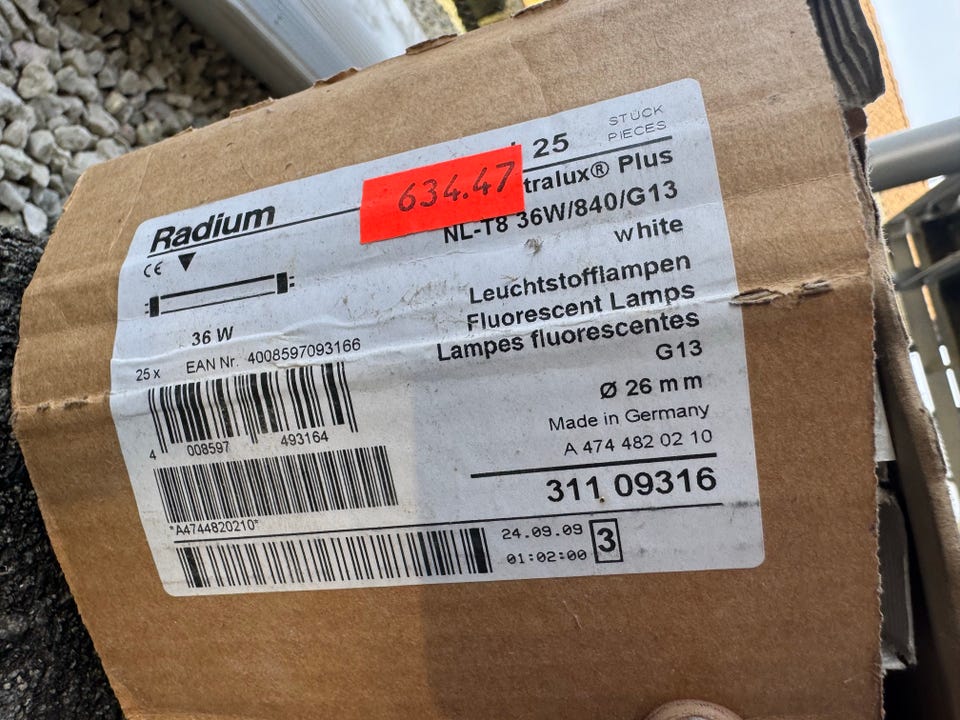 25 STÜCK
PIECES
634.47
tralux® Plus
Radium
NL-T8 36W/840/G13
white
CE
Leuchtstofflampen
Fluorescent Lamps
Lampes fluorescentes
36 W
25 x EAN Nr. 4008597093166
G13
Ø 26 mm
Made in Germany
4 008597 493164
A 474 482 02 10
311 09316
*A4744820210*
24.09.09
01:02:00
3